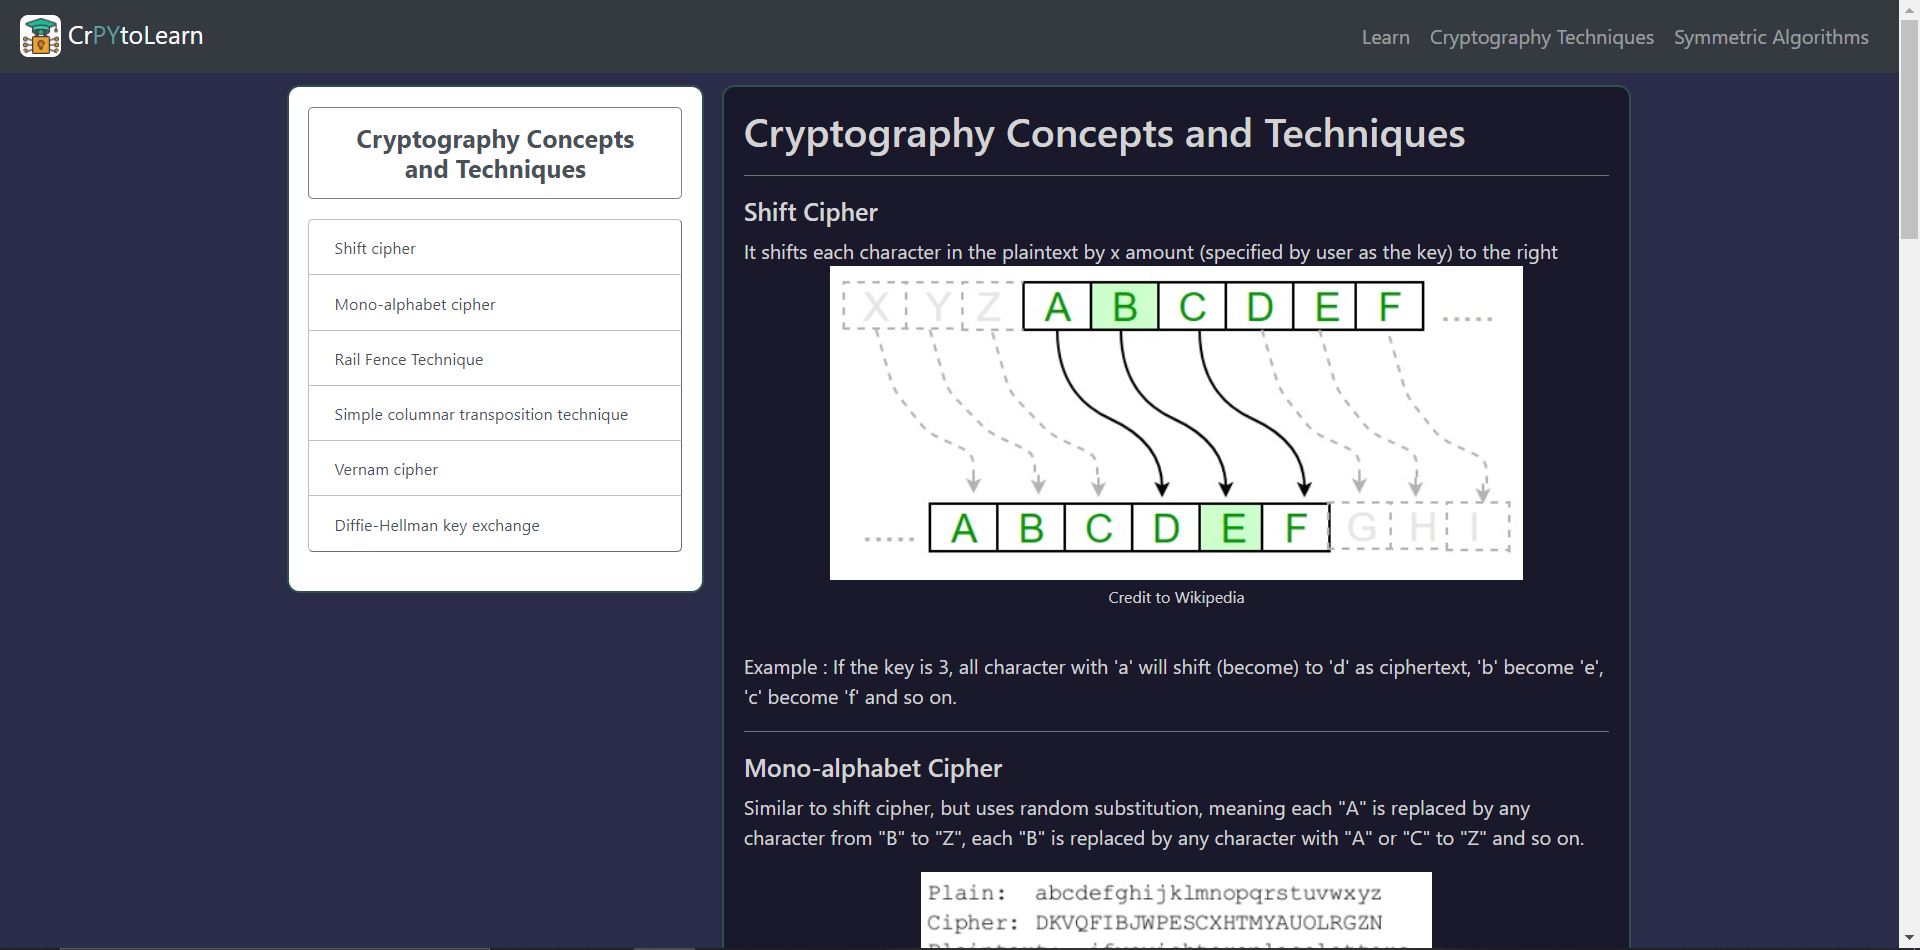 CrPYtoLearn
Learn Cryptography Techniques Symmetric Algorithms
Cryptography Concepts
and Techniques
Shift cipher
Mono-alphabet cipher
Rail Fence Technique
Simple columnar transposition technique
Vernam cipher
Diffie-Hellman key exchange
Cryptography Concepts and Techniques
Shift Cipher
It shifts each character in the plaintext by x amount (specified by user as the key) to the right
X Y Z A B C D E F .....
..... A B C D E F G H I
Credit to Wikipedia
Example : If the key is 3, all character with 'a' will shift (become) to 'd' as ciphertext, 'b' become 'e',
'c' become 'f' and so on.
Mono-alphabet Cipher
Similar to shift cipher, but uses random substitution, meaning each "A" is replaced by any
character from "B" to "Z", each "B" is replaced by any character with "A" or "C" to "Z" and so on.
Plain: abcdefghijklmnopqrstuvwxyz
Cipher: DKVQFIBJWPESCXHTMYAUOLRGZN